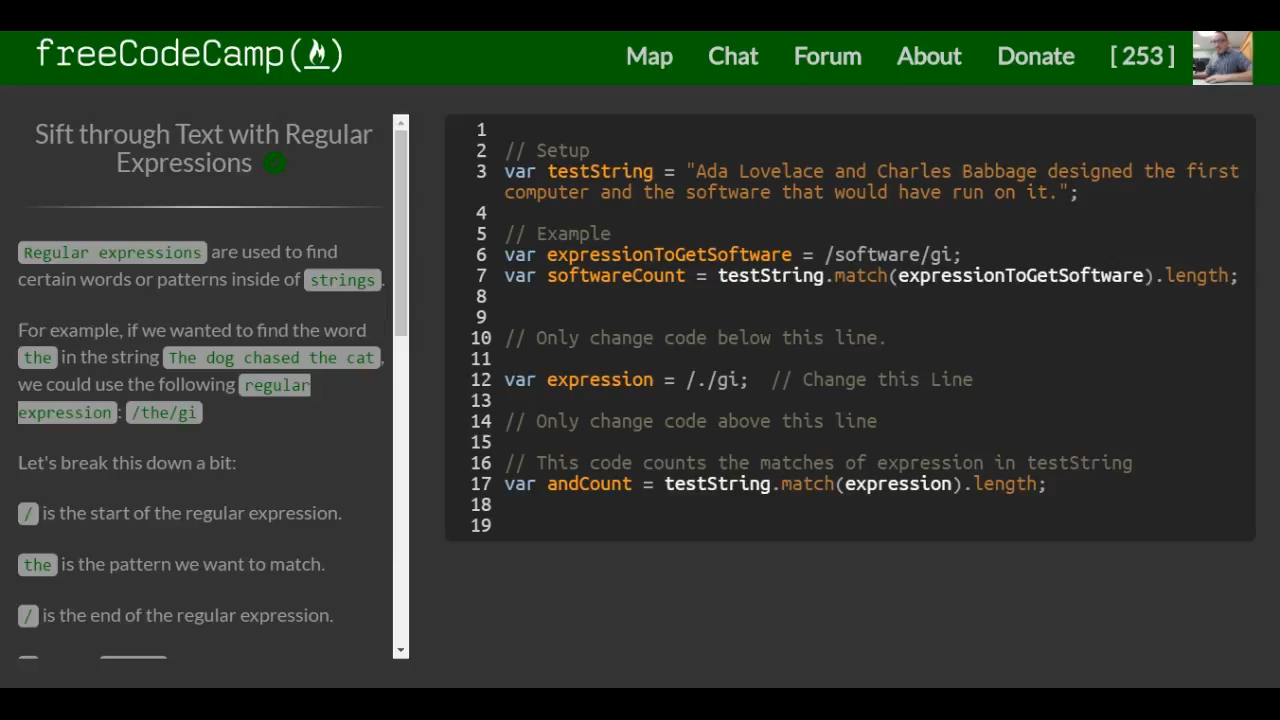 freeCodeCamp(🔥)
Map Chat Forum About Donate [ 253 ]
Sift through Text with Regular
Expressions
Regular expressions are used to find
certain words or patterns inside of strings.
For example, if we wanted to find the word
the in the string The dog chased the cat,
we could use the following regular
expression: /the/gi
Let's break this down a bit:
/ is the start of the regular expression.
the is the pattern we want to match.
/ is the end of the regular expression.
1
2 // Setup
3 var testString = "Ada Lovelace and Charles Babbage designed the first
computer and the software that would have run on it.";
4
5 // Example
6 var expressionToGetSoftware = /software/gi;
7 var softwareCount = testString.match(expressionToGetSoftware).length;
8
9
10 // Only change code below this line.
11
12 var expression = /./gi;  // Change this Line
13
14 // Only change code above this line
15
16 // This code counts the matches of expression in testString
17 var andCount = testString.match(expression).length;
18
19